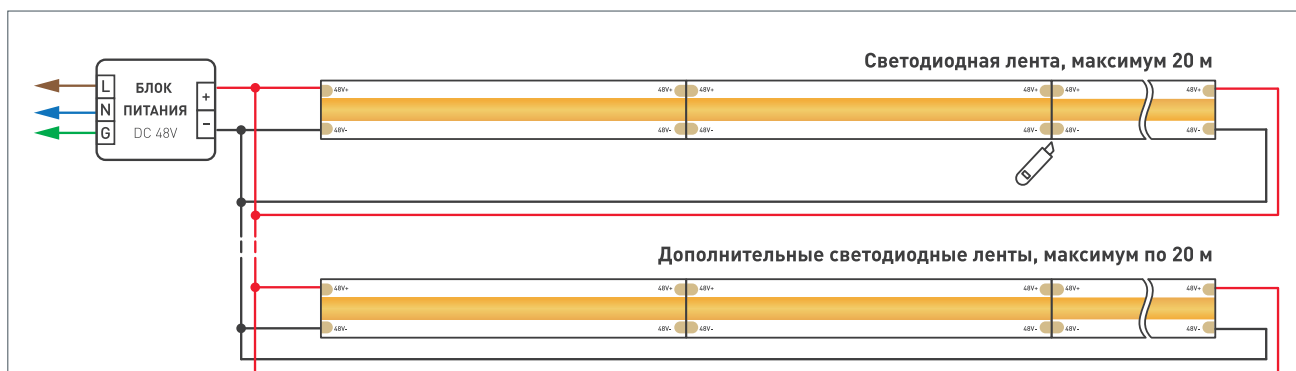 Светодиодная лента, максимум 20 м
L
N
G
БЛОК
ПИТАНИЯ
DC 48V
+
−
48V+ 48V+ 48V+ 48V+ 48V+ 48V+
48V- 48V- 48V- 48V- 48V- 48V-
Дополнительные светодиодные ленты, максимум по 20 м
48V+ 48V+ 48V+ 48V+ 48V+ 48V+
48V- 48V- 48V- 48V- 48V- 48V-